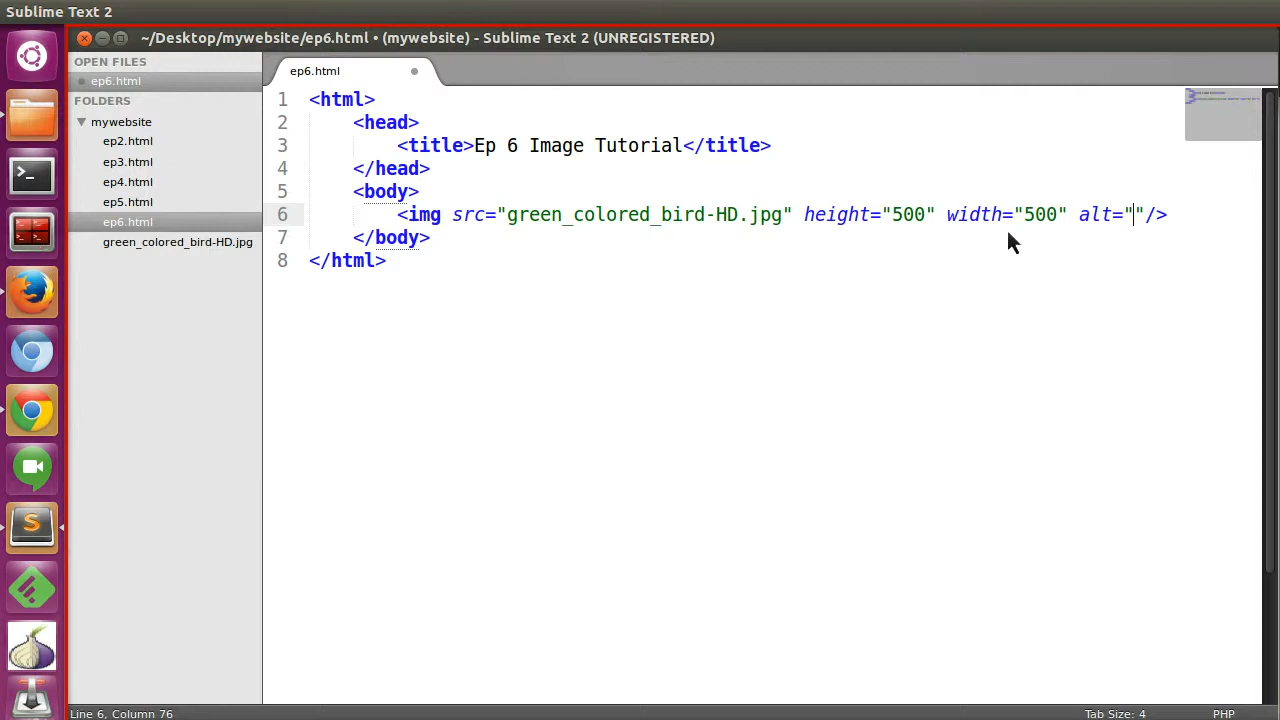 Sublime Text 2
~/Desktop/mywebsite/ep6.html • (mywebsite) - Sublime Text 2 (UNREGISTERED)
OPEN FILES
ep6.html
FOLDERS
mywebsite
ep2.html
ep3.html
ep4.html
ep5.html
ep6.html
green_colored_bird-HD.jpg
ep6.html
1 <html>
2 <head>
3 <title>Ep 6 Image Tutorial</title>
4 </head>
5 <body>
6 <img src="green_colored_bird-HD.jpg" height="500" width="500" alt=""/>
7 </body>
8 </html>
Line 6, Column 76
Tab Size: 4
PHP